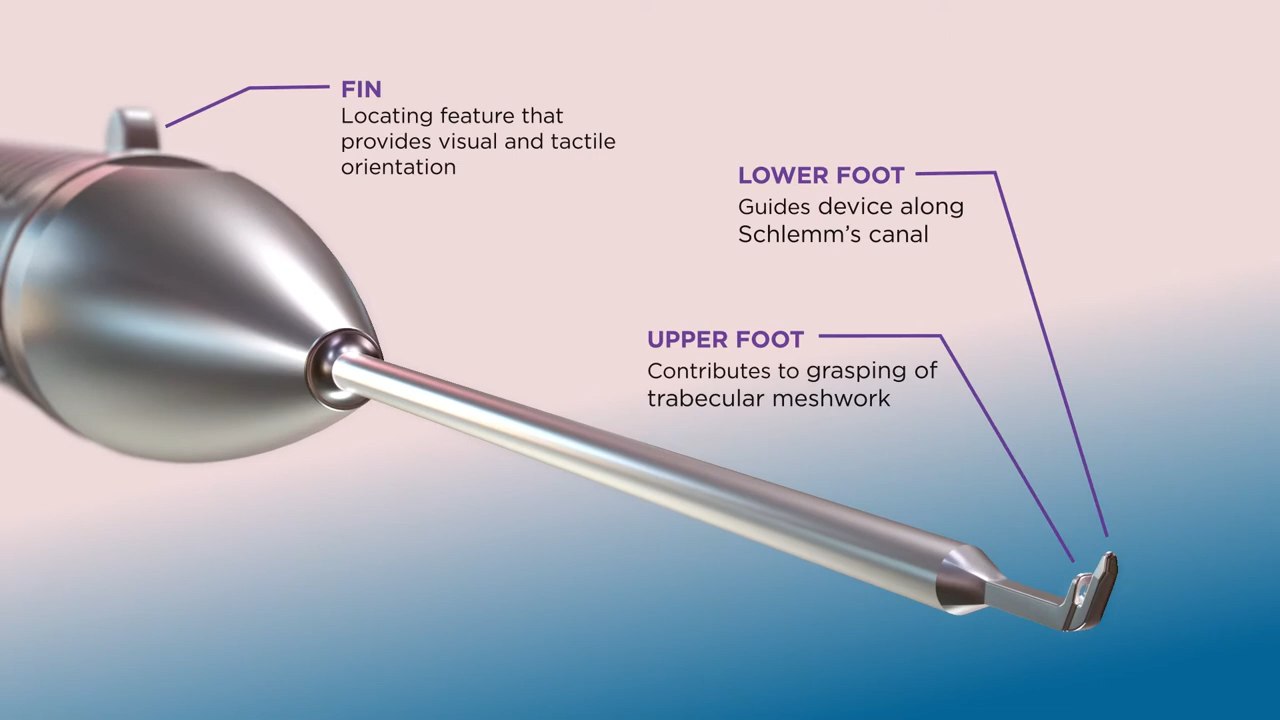 FIN
Locating feature that
provides visual and tactile
orientation
LOWER FOOT
Guides device along
Schlemm’s canal
UPPER FOOT
Contributes to grasping of
trabecular meshwork